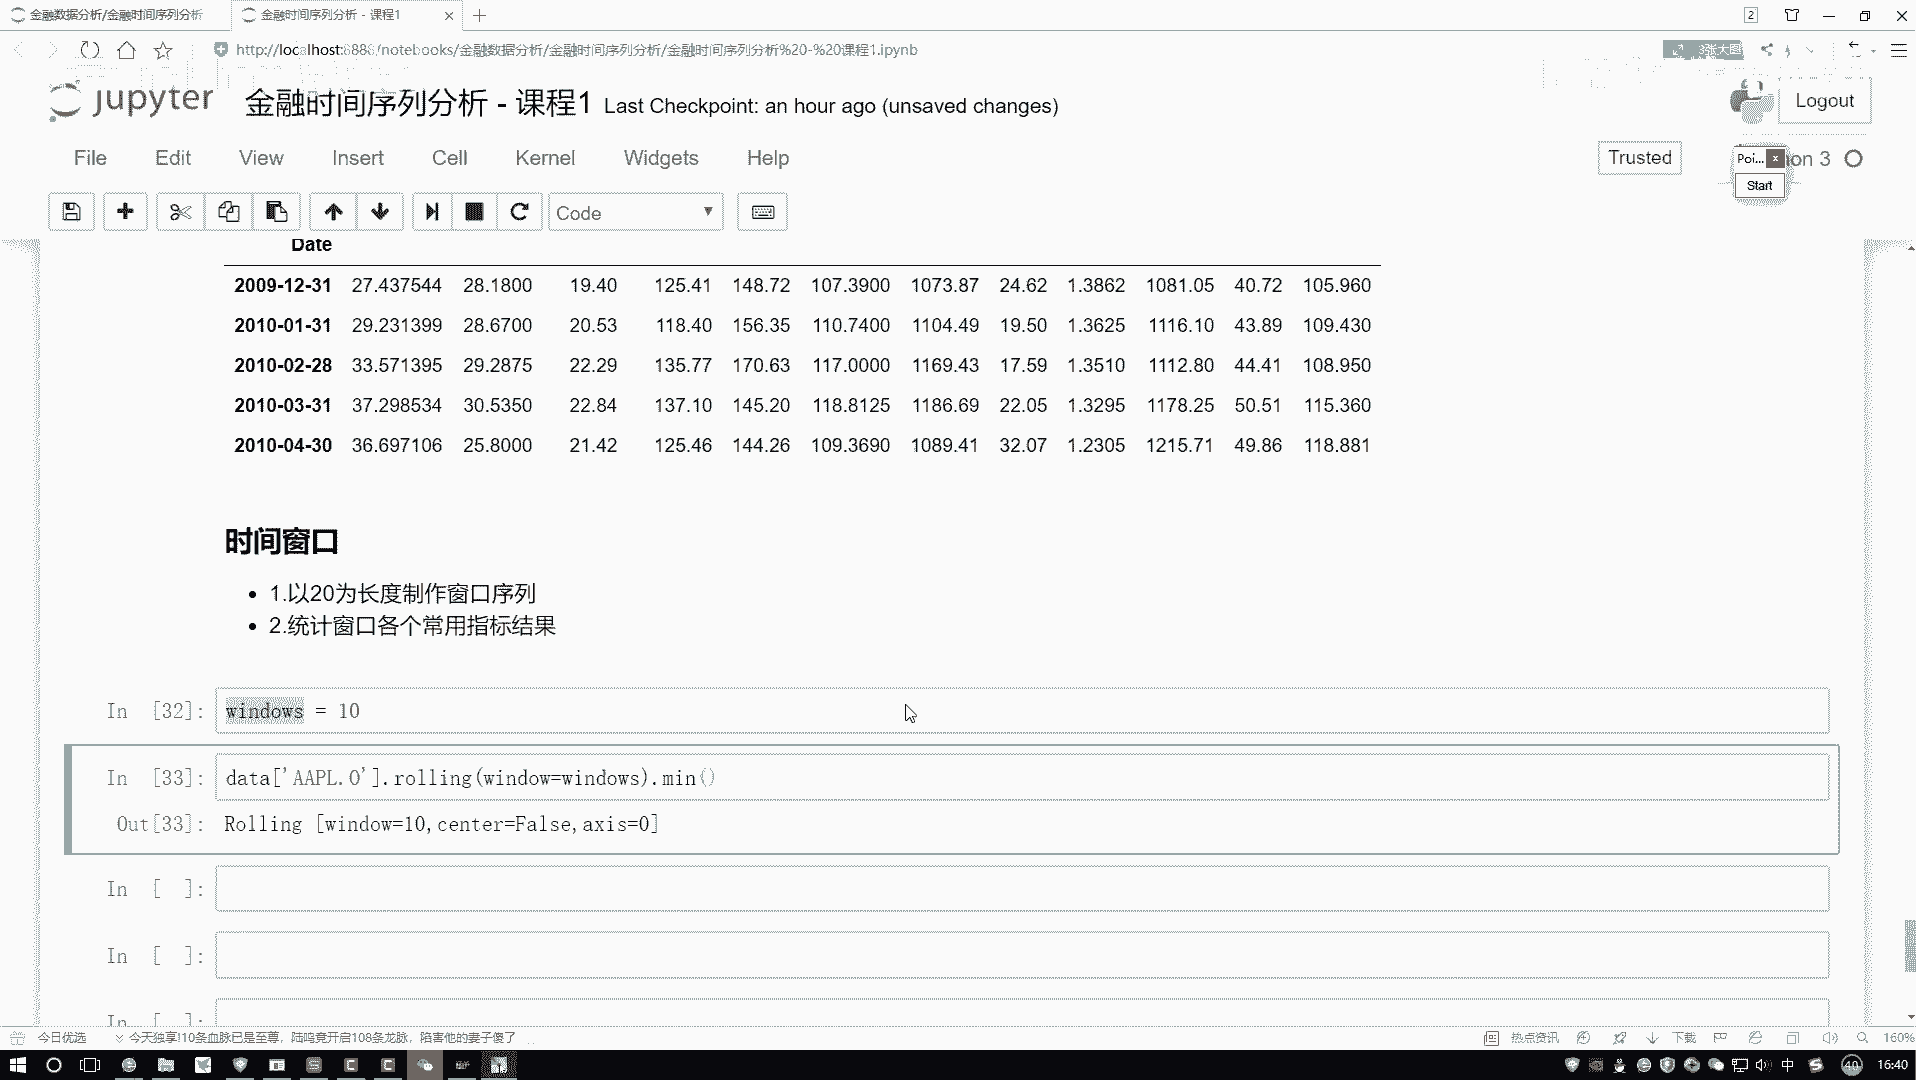 金融数据分析/金融时间序列分析
金融时间序列分析 - 课程1
2
http://localhost:8888/notebooks/金融数据分析/金融时间序列分析/金融时间序列分析%20-%20课程1.ipynb
3张大图
jupyter 金融时间序列分析 - 课程1 Last Checkpoint: an hour ago (unsaved changes)
Logout
File Edit View Insert Cell Kernel Widgets Help
Trusted
Poi... x
on 3
Start
Code
Date
2009-12-31 27.437544 28.1800 19.40 125.41 148.72 107.3900 1073.87 24.62 1.3862 1081.05 40.72 105.960
2010-01-31 29.231399 28.6700 20.53 118.40 156.35 110.7400 1104.49 19.50 1.3625 1116.10 43.89 109.430
2010-02-28 33.571395 29.2875 22.29 135.77 170.63 117.0000 1169.43 17.59 1.3510 1112.80 44.41 108.950
2010-03-31 37.298534 30.5350 22.84 137.10 145.20 118.8125 1186.69 22.05 1.3295 1178.25 50.51 115.360
2010-04-30 36.697106 25.8000 21.42 125.46 144.26 109.3690 1089.41 32.07 1.2305 1215.71 49.86 118.881
时间窗口
• 1.以20为长度制作窗口序列
• 2.统计窗口各个常用指标结果
In [32]: windows = 10
In [33]: data['AAPL.O'].rolling(window=windows).min()
Out[33]: Rolling [window=10,center=False,axis=0]
In [ ]:
In [ ]:
In [ ]:
今日优选 今天独享!10条血脉已是至尊，陆鸣竟开启108条龙脉，陷害他的妻子傻了
热点资讯 下载 160%
中 40 16:40